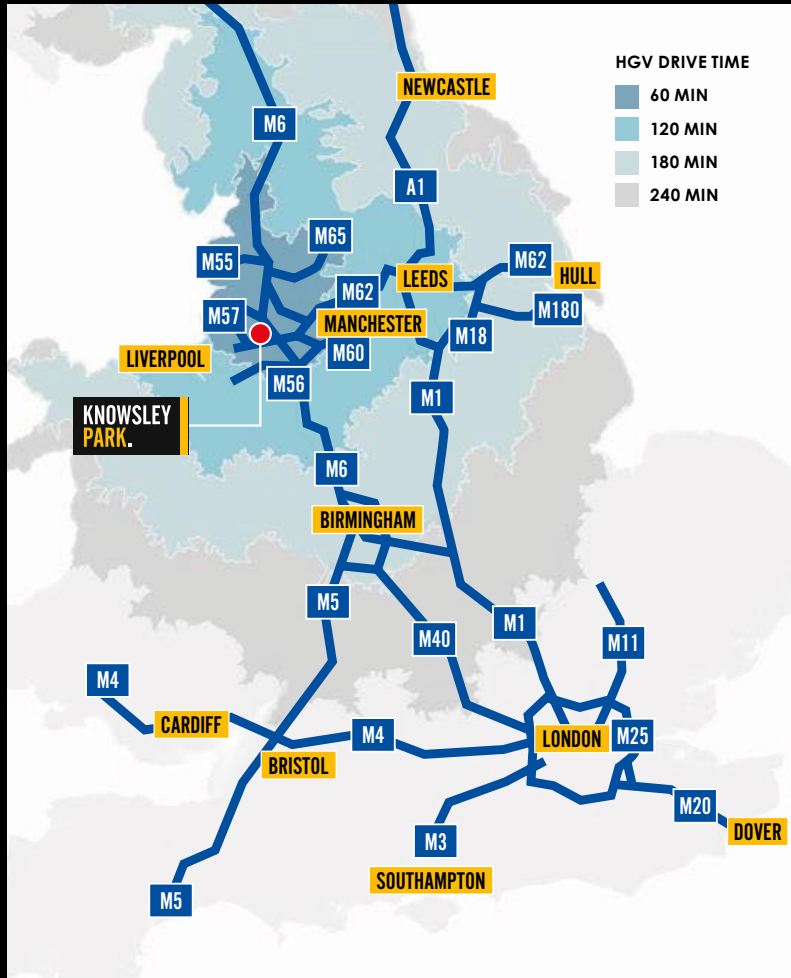 HGV DRIVE TIME
60 MIN
120 MIN
180 MIN
240 MIN
NEWCASTLE
M6
A1
M65
M55
M62
LEEDS
M62
HULL
M57
MANCHESTER
M180
M18
LIVERPOOL
M60
M56
M1
KNOWSLEY
PARK.
M6
BIRMINGHAM
M5
M1
M40
M11
M4
CARDIFF
M4
LONDON
M25
BRISTOL
M20
DOVER
M3
SOUTHAMPTON
M5